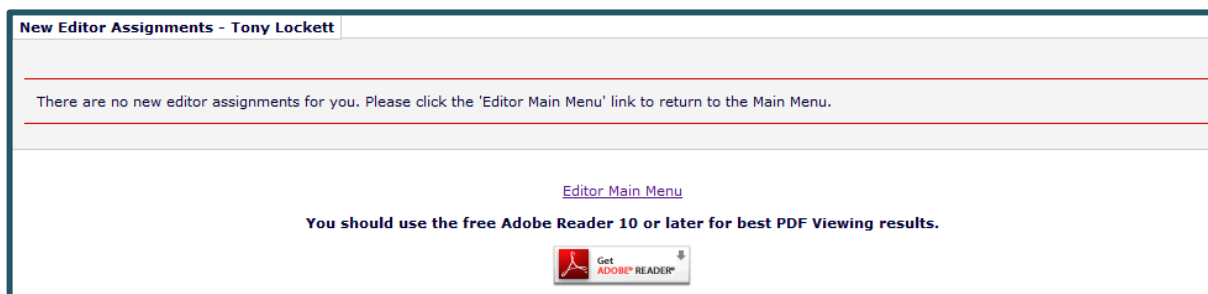 New Editor Assignments - Tony Lockett
There are no new editor assignments for you. Please click the 'Editor Main Menu' link to return to the Main Menu.
Editor Main Menu
You should use the free Adobe Reader 10 or later for best PDF Viewing results.
Get
ADOBE® READER®